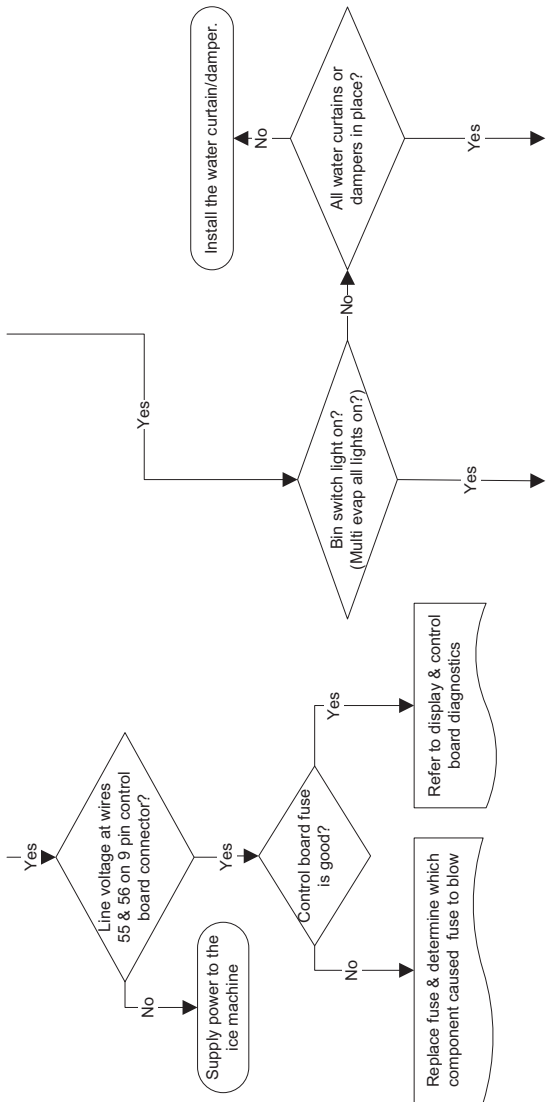 Yes
Line voltage at wires
55 & 56 on 9 pin control
board connector?
No
Supply power to the
ice machine
Yes
Control board fuse
is good?
No
Replace fuse & determine which
component caused fuse to blow
Yes
Refer to display & control
board diagnostics
Yes
Bin switch light on?
(Multi evap all lights on?)
Yes
No
All water curtains or
dampers in place?
No
Install the water curtain/damper.
Yes